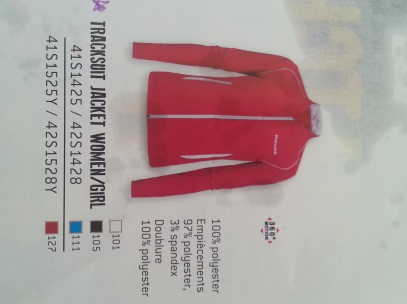 TRACKSUIT JACKET WOMEN/GIRL
41S1425 / 42S1428
41S1525Y / 42S1528Y
101
105
111
127
360°
100% polyester
Empiècements
97% polyester,
3% spandex
Doublure
100% polyester